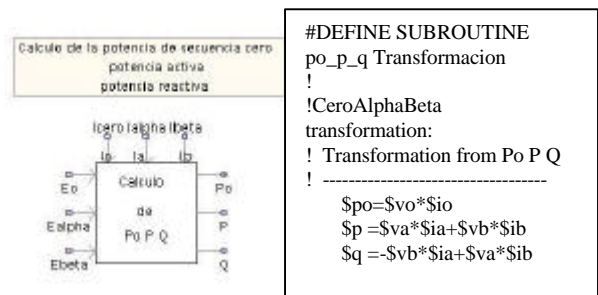 Calculo de la potencia de secuencia cero
potencia activa
potencia reactiva
Icero Ialpha Ibeta
Io Ia Ib
Eo
Ealpha
Ebeta
Calculo
de
Po P Q
Po
P
Q
#DEFINE SUBROUTINE
po_p_q Transformacion
!
!CeroAlphaBeta
transformation:
! Transformation from Po P Q
! -----------------------------------
$po=$vo*$io
$p =$va*$ia+$vb*$ib
$q =-$vb*$ia+$va*$ib